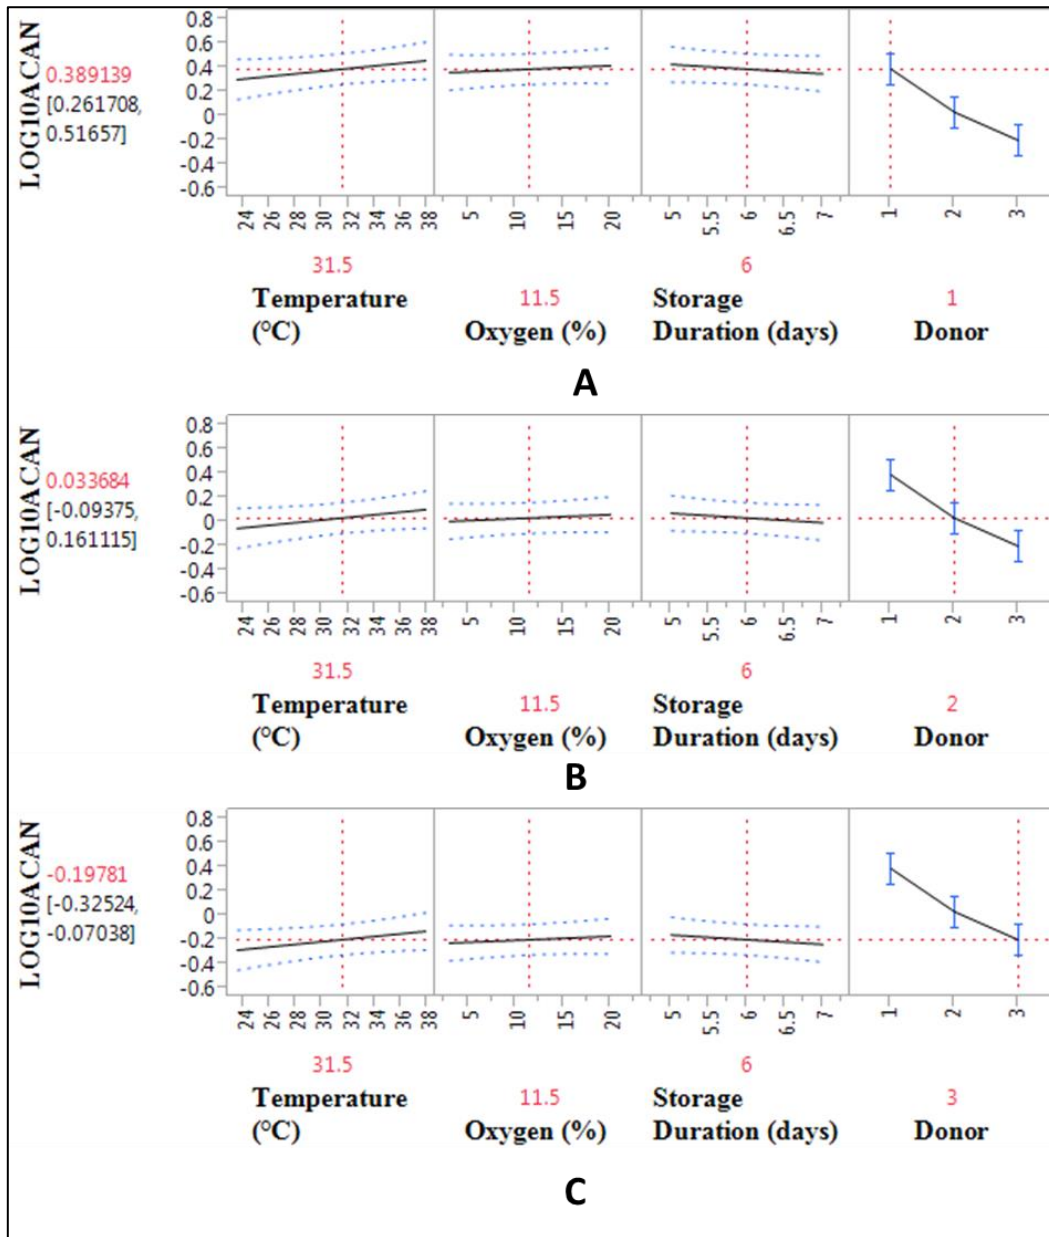 LOG10ACAN
0.389139
[0.261708,
0.51657]
0.8
0.6
0.4
0.2
0
-0.2
-0.4
-0.6
24 26 28 30 32 34 36 38
5 10 15 20
5 5.5 6 6.5 7
1 2 3
31.5
Temperature
(°C)
11.5
Oxygen (%)
6
Storage
Duration (days)
1
Donor
A
LOG10ACAN
0.033684
[-0.09375,
0.161115]
0.8
0.6
0.4
0.2
0
-0.2
-0.4
-0.6
24 26 28 30 32 34 36 38
5 10 15 20
5 5.5 6 6.5 7
1 2 3
31.5
Temperature
(°C)
11.5
Oxygen (%)
6
Storage
Duration (days)
2
Donor
B
LOG10ACAN
-0.19781
[-0.32524,
-0.07038]
0.8
0.6
0.4
0.2
0
-0.2
-0.4
-0.6
24 26 28 30 32 34 36 38
5 10 15 20
5 5.5 6 6.5 7
1 2 3
31.5
Temperature
(°C)
11.5
Oxygen (%)
6
Storage
Duration (days)
3
Donor
C